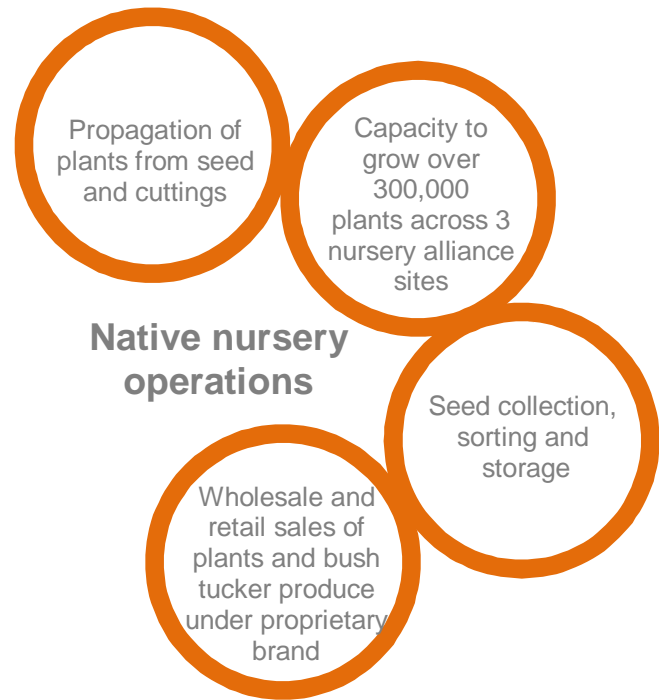 Propagation of
plants from seed
and cuttings
Capacity to
grow over
300,000
plants across 3
nursery alliance
sites
Native nursery
operations
Seed collection,
sorting and
storage
Wholesale and
retail sales of
plants and bush
tucker produce
under proprietary
brand